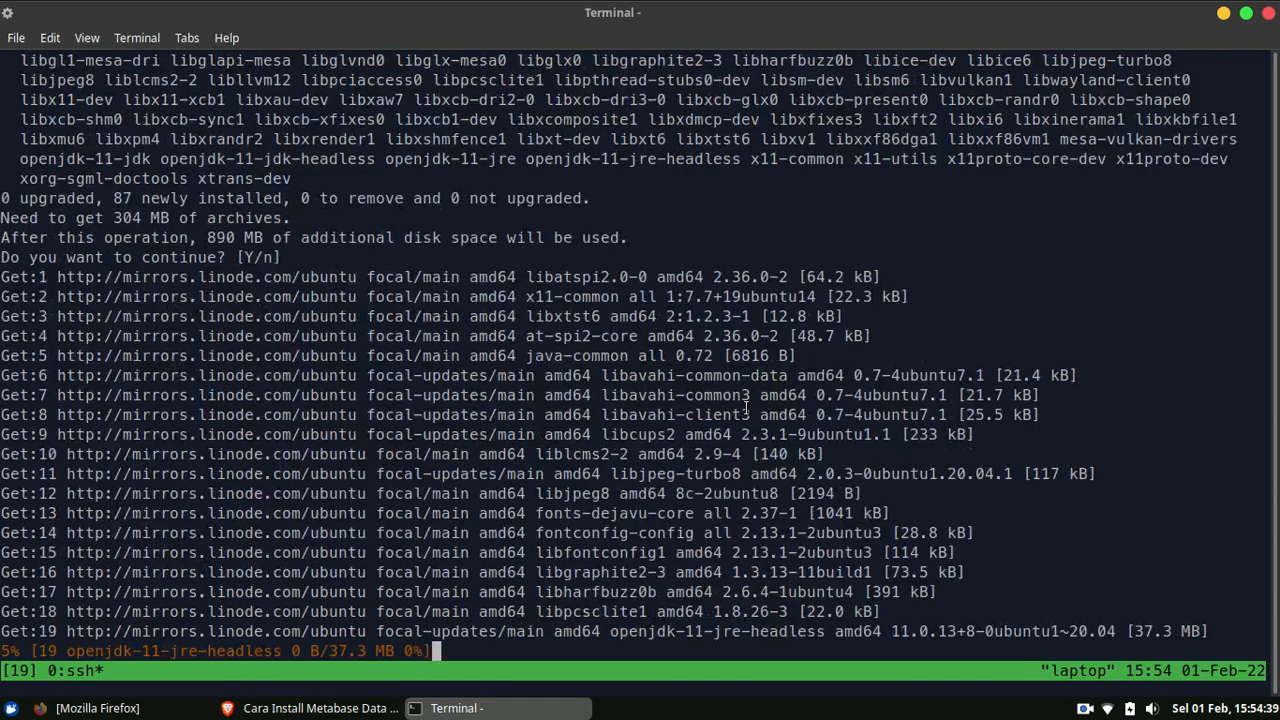 Terminal -
File Edit View Terminal Tabs Help
libgl1-mesa-dri libglapi-mesa libglvnd0 libglx-mesa0 libglx0 libgraphite2-3 libharfbuzz0b libice-dev libice6 libjpeg-turbo8
libjpeg8 liblcms2-2 libllvm12 libpciaccess0 libpcsclite1 libpthread-stubs0-dev libsm-dev libsm6 libvulkan1 libwayland-client0
libx11-dev libx11-xcb1 libxau-dev libxaw7 libxcb-dri2-0 libxcb-dri3-0 libxcb-glx0 libxcb-present0 libxcb-randr0 libxcb-shape0
libxcb-shm0 libxcb-sync1 libxcb-xfixes0 libxcb1-dev libxcomposite1 libxdmcp-dev libxfixes3 libxft2 libxi6 libxinerama1 libxkbfile1
libxmu6 libxpm4 libxrandr2 libxrender1 libxshmfence1 libxt-dev libxt6 libxtst6 libxv1 libxxf86dga1 libxxf86vm1 mesa-vulkan-drivers
openjdk-11-jdk openjdk-11-jdk-headless openjdk-11-jre openjdk-11-jre-headless x11-common x11-utils x11proto-core-dev x11proto-dev
xorg-sgml-doctools xtrans-dev
0 upgraded, 87 newly installed, 0 to remove and 0 not upgraded.
Need to get 304 MB of archives.
After this operation, 890 MB of additional disk space will be used.
Do you want to continue? [Y/n]
Get:1 http://mirrors.linode.com/ubuntu focal/main amd64 libatspi2.0-0 amd64 2.36.0-2 [64.2 kB]
Get:2 http://mirrors.linode.com/ubuntu focal/main amd64 x11-common all 1:7.7+19ubuntu14 [22.3 kB]
Get:3 http://mirrors.linode.com/ubuntu focal/main amd64 libxtst6 amd64 2:1.2.3-1 [12.8 kB]
Get:4 http://mirrors.linode.com/ubuntu focal/main amd64 at-spi2-core amd64 2.36.0-2 [48.7 kB]
Get:5 http://mirrors.linode.com/ubuntu focal/main amd64 java-common all 0.72 [6816 B]
Get:6 http://mirrors.linode.com/ubuntu focal-updates/main amd64 libavahi-common-data amd64 0.7-4ubuntu7.1 [21.4 kB]
Get:7 http://mirrors.linode.com/ubuntu focal-updates/main amd64 libavahi-common3 amd64 0.7-4ubuntu7.1 [21.7 kB]
Get:8 http://mirrors.linode.com/ubuntu focal-updates/main amd64 libavahi-client3 amd64 0.7-4ubuntu7.1 [25.5 kB]
Get:9 http://mirrors.linode.com/ubuntu focal-updates/main amd64 libcups2 amd64 2.3.1-9ubuntu1.1 [233 kB]
Get:10 http://mirrors.linode.com/ubuntu focal/main amd64 liblcms2-2 amd64 2.9-4 [140 kB]
Get:11 http://mirrors.linode.com/ubuntu focal-updates/main amd64 libjpeg-turbo8 amd64 2.0.3-0ubuntu1.20.04.1 [117 kB]
Get:12 http://mirrors.linode.com/ubuntu focal/main amd64 libjpeg8 amd64 8c-2ubuntu8 [2194 B]
Get:13 http://mirrors.linode.com/ubuntu focal/main amd64 fonts-dejavu-core all 2.37-1 [1041 kB]
Get:14 http://mirrors.linode.com/ubuntu focal/main amd64 fontconfig-config all 2.13.1-2ubuntu3 [28.8 kB]
Get:15 http://mirrors.linode.com/ubuntu focal/main amd64 libfontconfig1 amd64 2.13.1-2ubuntu3 [114 kB]
Get:16 http://mirrors.linode.com/ubuntu focal/main amd64 libgraphite2-3 amd64 1.3.13-11build1 [73.5 kB]
Get:17 http://mirrors.linode.com/ubuntu focal/main amd64 libharfbuzz0b amd64 2.6.4-1ubuntu4 [391 kB]
Get:18 http://mirrors.linode.com/ubuntu focal/main amd64 libpcsclite1 amd64 1.8.26-3 [22.0 kB]
Get:19 http://mirrors.linode.com/ubuntu focal-updates/main amd64 openjdk-11-jre-headless amd64 11.0.13+8-0ubuntu1~20.04 [37.3 MB]
5% [19 openjdk-11-jre-headless 0 B/37.3 MB 0%]
[19] 0:ssh* "laptop" 15:54 01-Feb-22
[Mozilla Firefox] Cara Install Metabase Data ... Terminal - Sel 01 Feb, 15:54:39